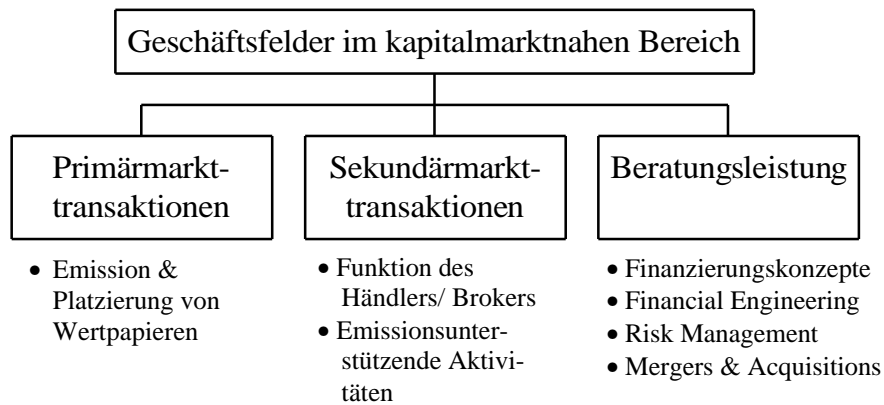 Geschäftsfelder im kapitalmarktnahen Bereich
Primärmarkt-
transaktionen
• Emission &
Platzierung von
Wertpapieren
Sekundärmarkt-
transaktionen
• Funktion des
Händlers/ Brokers
• Emissionsunter-
stützende Aktivi-
täten
Beratungsleistung
• Finanzierungskonzepte
• Financial Engineering
• Risk Management
• Mergers & Acquisitions